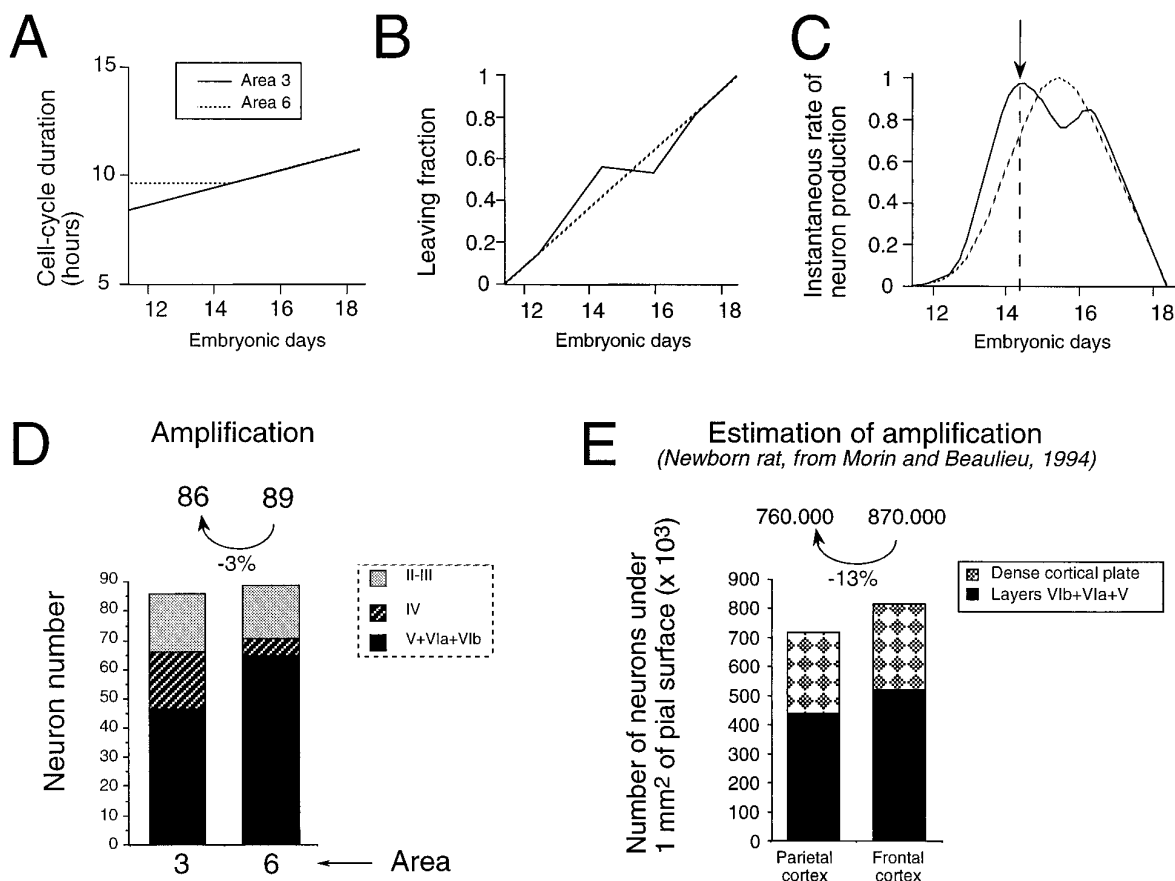 A
Cell-cycle duration
(hours)
15
10
5
Area 3
Area 6
12 14 16 18
Embryonic days
B
Leaving fraction
1
0.8
0.6
0.4
0.2
0
12 14 16 18
Embryonic days
C
Instantaneous rate of
neuron production
1
0.8
0.6
0.4
0.2
0
12 14 16 18
Embryonic days
D
Amplification
86 89
-3%
Neuron number
90
80
70
60
50
40
30
20
10
0
II-III
IV
V+VIa+VIb
3 6 Area
E
Estimation of amplification
(Newborn rat, from Morin and Beaulieu, 1994)
760.000 870.000
-13%
Number of neurons under
1 mm2 of pial surface (x 10³)
900
800
700
600
500
400
300
200
100
0
Dense cortical plate
Layers VIb+VIa+V
Parietal
cortex
Frontal
cortex